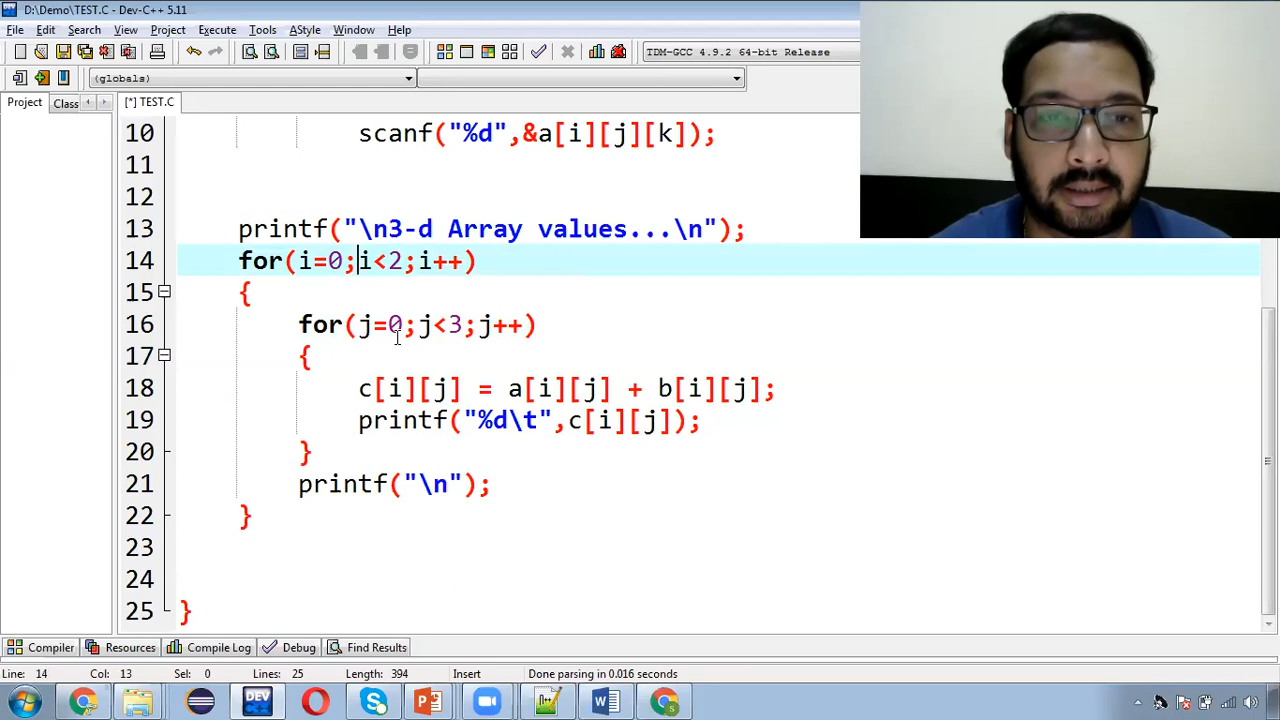 D:\Demo\TEST.C - Dev-C++ 5.11
File Edit Search View Project Execute Tools AStyle Window Help
TDM-GCC 4.9.2 64-bit Release
(globals)
Project Class [*] TEST.C
10 scanf("%d",&a[i][j][k]);
11
12
13 printf("\n3-d Array values...\n");
14 for(i=0;i<2;i++)
15 {
16 for(j=0;j<3;j++)
17 {
18 c[i][j] = a[i][j] + b[i][j];
19 printf("%d\t",c[i][j]);
20 }
21 printf("\n");
22 }
23
24
25 }
Compiler Resources Compile Log Debug Find Results
Line: 14 Col: 13 Sel: 0 Lines: 25 Length: 394 Insert Done parsing in 0.016 seconds
DEV